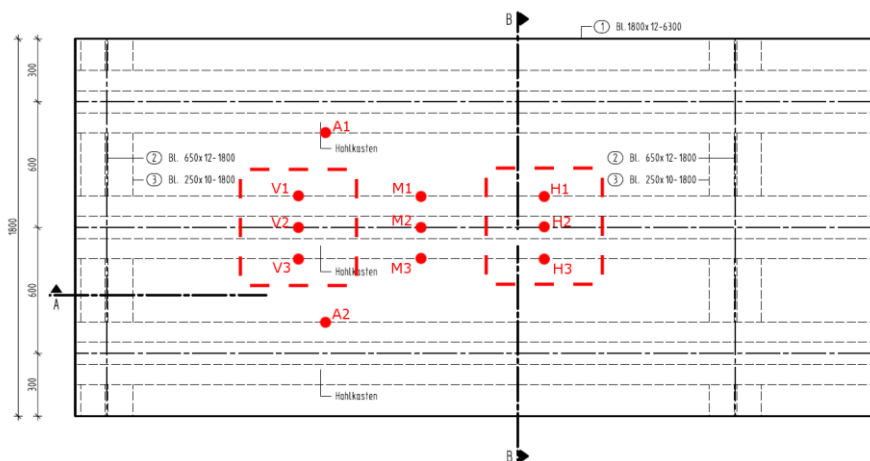 B
1 Bl. 1800x12-6300
300
A1
Hohlkasten
2 Bl. 650x12-1800
2 Bl. 650x12-1800
600
3 Bl. 250x10-1800
3 Bl. 250x10-1800
V1
M1
H1
1800
V2
M2
H2
V3
Hohlkasten
M3
H3
600
A
A2
300
Hohlkasten
B